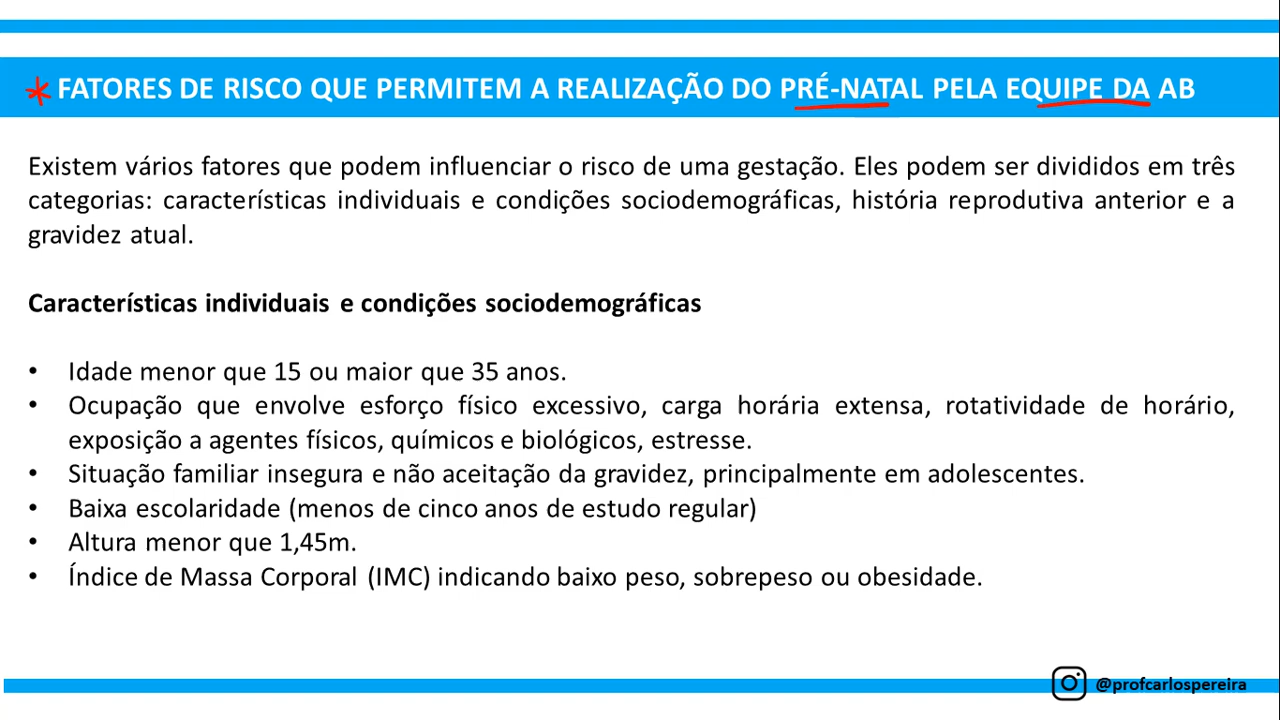 FATORES DE RISCO QUE PERMITEM A REALIZAÇÃO DO PRÉ-NATAL PELA EQUIPE DA AB
Existem vários fatores que podem influenciar o risco de uma gestação. Eles podem ser divididos em três
categorias: características individuais e condições sociodemográficas, história reprodutiva anterior e a
gravidez atual.
Características individuais e condições sociodemográficas
• Idade menor que 15 ou maior que 35 anos.
• Ocupação que envolve esforço físico excessivo, carga horária extensa, rotatividade de horário,
exposição a agentes físicos, químicos e biológicos, estresse.
• Situação familiar insegura e não aceitação da gravidez, principalmente em adolescentes.
• Baixa escolaridade (menos de cinco anos de estudo regular)
• Altura menor que 1,45m.
• Índice de Massa Corporal (IMC) indicando baixo peso, sobrepeso ou obesidade.
@profcarlospereira